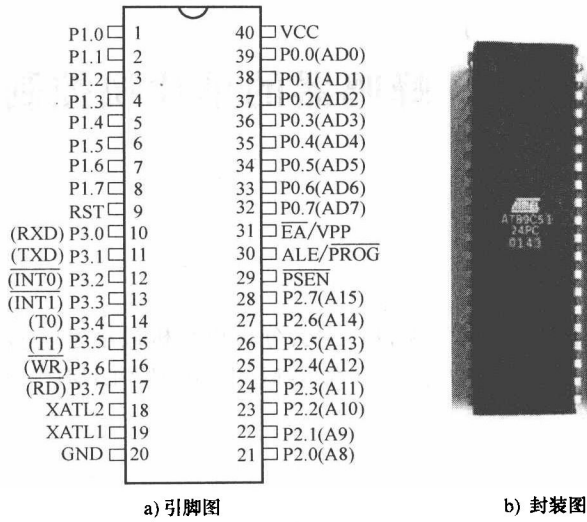 P1.0 1 40 VCC
P1.1 2 39 P0.0(AD0)
P1.2 3 38 P0.1(AD1)
P1.3 4 37 P0.2(AD2)
P1.4 5 36 P0.3(AD3)
P1.5 6 35 P0.4(AD4)
P1.6 7 34 P0.5(AD5)
P1.7 8 33 P0.6(AD6)
RST 9 32 P0.7(AD7)
(RXD) P3.0 10 31 EA/VPP
(TXD) P3.1 11 30 ALE/PROG
(INT0) P3.2 12 29 PSEN
(INT1) P3.3 13 28 P2.7(A15)
(T0) P3.4 14 27 P2.6(A14)
(T1) P3.5 15 26 P2.5(A13)
(WR) P3.6 16 25 P2.4(A12)
(RD) P3.7 17 24 P2.3(A11)
XATL2 18 23 P2.2(A10)
XATL1 19 22 P2.1(A9)
GND 20 21 P2.0(A8)
AT89C51
24PC
0143
a) 引脚图
b) 封装图